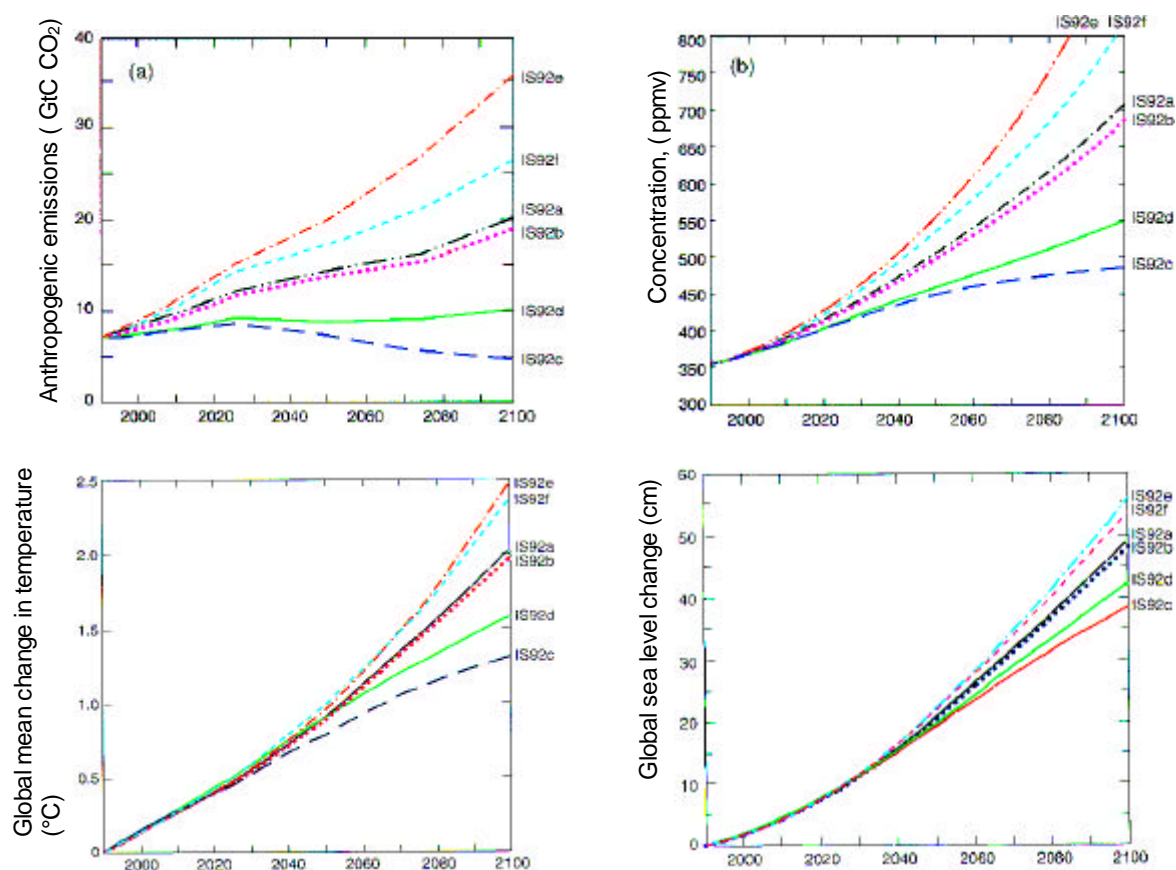 Anthropogenic emissions ( GtC CO₂)
40
30
20
10
0
(a)
IS92e
IS92f
IS92a
IS92b
IS92d
IS92c
2000 2020 2040 2060 2080 2100
IS92e IS92f
Concentration, ( ppmv)
800
750
700
650
600
550
500
450
400
350
300
(b)
IS92a
IS92b
IS92d
IS92c
2000 2020 2040 2060 2080 2100
Global mean change in temperature
(°C)
2.5
2.0
1.5
1.0
0.5
0
IS92e
IS92f
IS92a
IS92b
IS92d
IS92c
2000 2020 2040 2060 2080 2100
Global sea level change (cm)
60
50
40
30
20
10
0
IS92e
IS92f
IS92a
IS92b
IS92d
IS92c
2000 2020 2040 2060 2080 2100